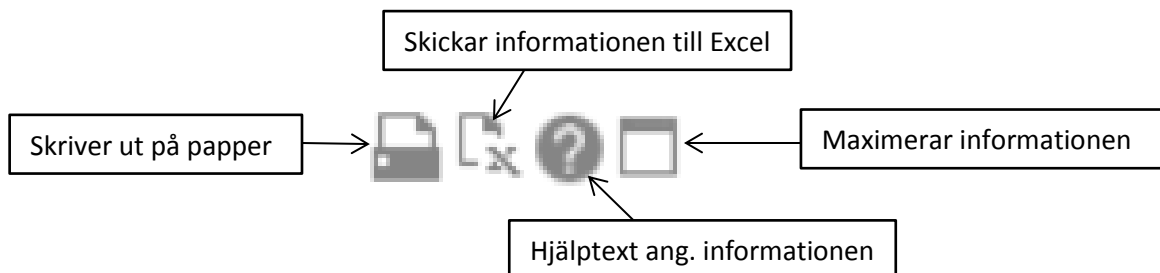 Skickar informationen till Excel
Skriver ut på papper
Maximerar informationen
Hjälptext ang. informationen